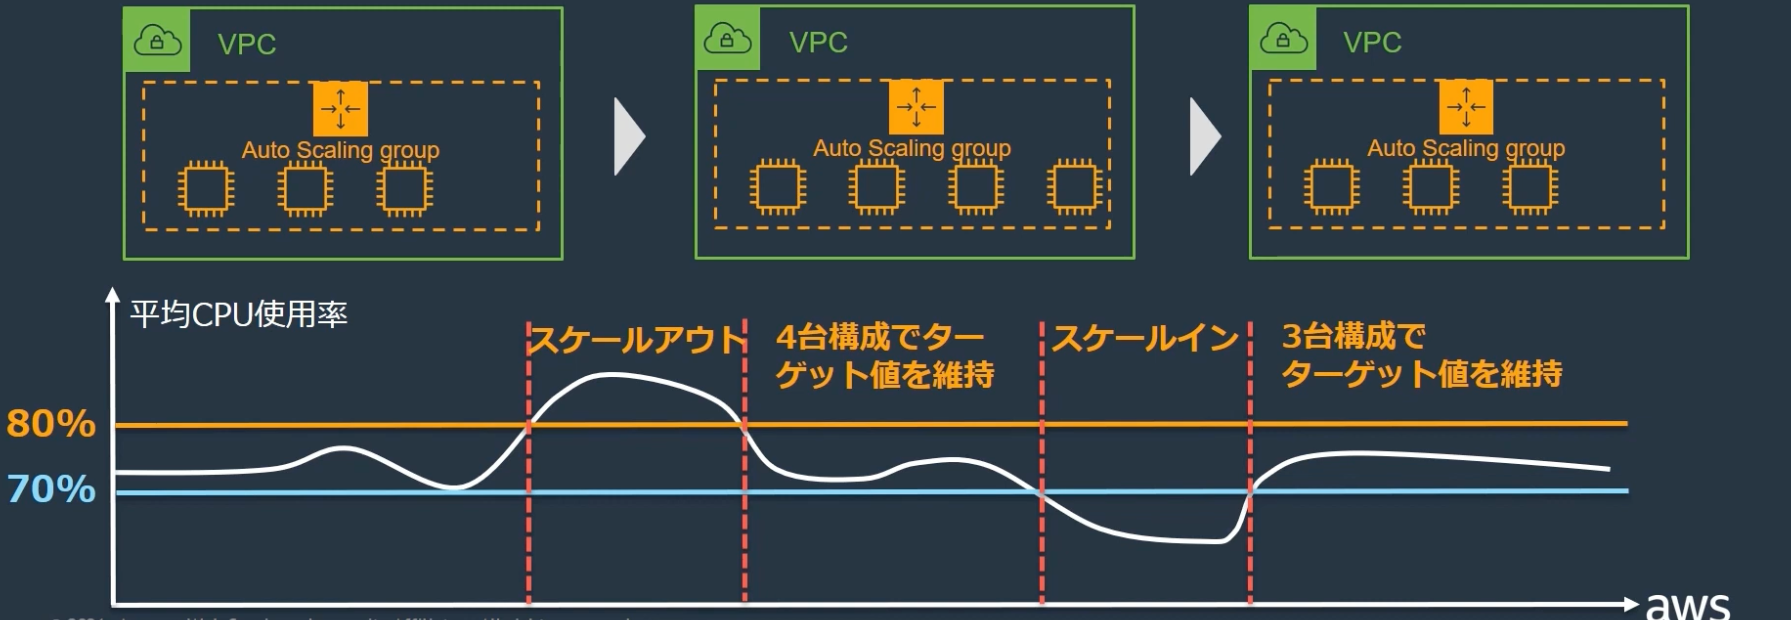 VPC
Auto Scaling group
VPC
Auto Scaling group
VPC
Auto Scaling group
平均CPU使用率
スケールアウト
4台構成でター
ゲット値を維持
スケールイン
3台構成で
ターゲット値を維持
80%
70%
aws